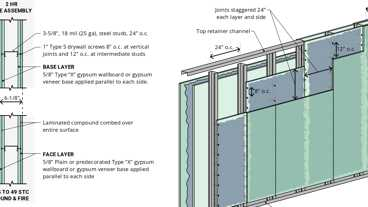 2 HR
E ASSEMBLY
3-5/8", 18 mil (25 ga), steel studs, 24" o.c.
1" Type S drywall screws 8" o.c. at vertical
joints and 12" o.c. at intermediate studs
BASE LAYER
5/8" Type "X" gypsum wallboard or gypsum
veneer base applied parallel to each side.
6-1/8"
Laminated compound combed over
entire surface
FACE LAYER
5/8" Plain or predecorated Type "X" gypsum
wallboard or gypsum veneer base applied
parallel to each side
S TO 49 STC
OUND & FIRE
Joints staggered 24"
each layer and side
Top retainer channel
24" o.c.
12" o.c.
8" o.c.